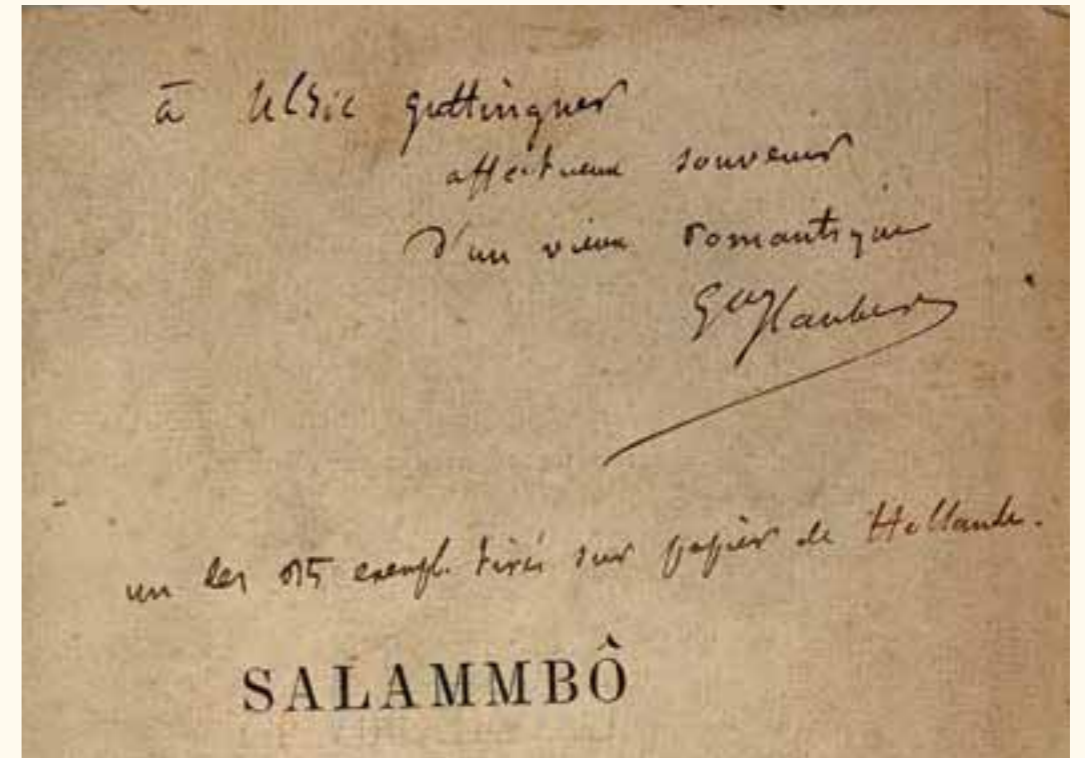 à Ulric Guttinguer
affectueux souvenir
d'un vieux romantique
Gve Flaubert
un des 25 exempl. tirés sur papier de Hollande.
SALAMMBÔ